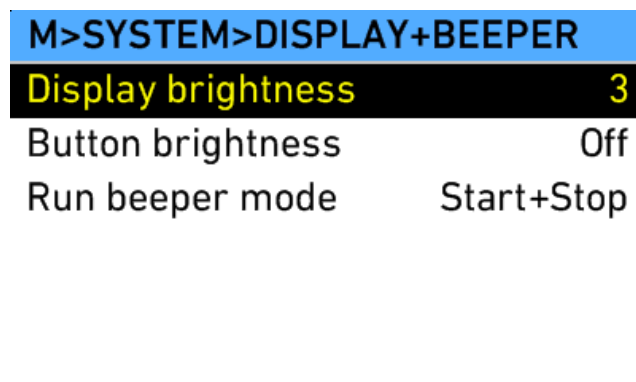 M>SYSTEM>DISPLAY+BEEPER
Display brightness 3
Button brightness Off
Run beeper mode Start+Stop